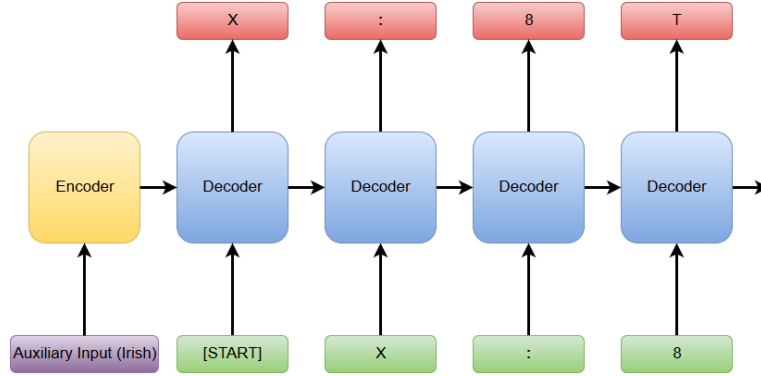 X : 8 T
Encoder Decoder Decoder Decoder Decoder
Auxiliary Input (Irish) [START] X : 8